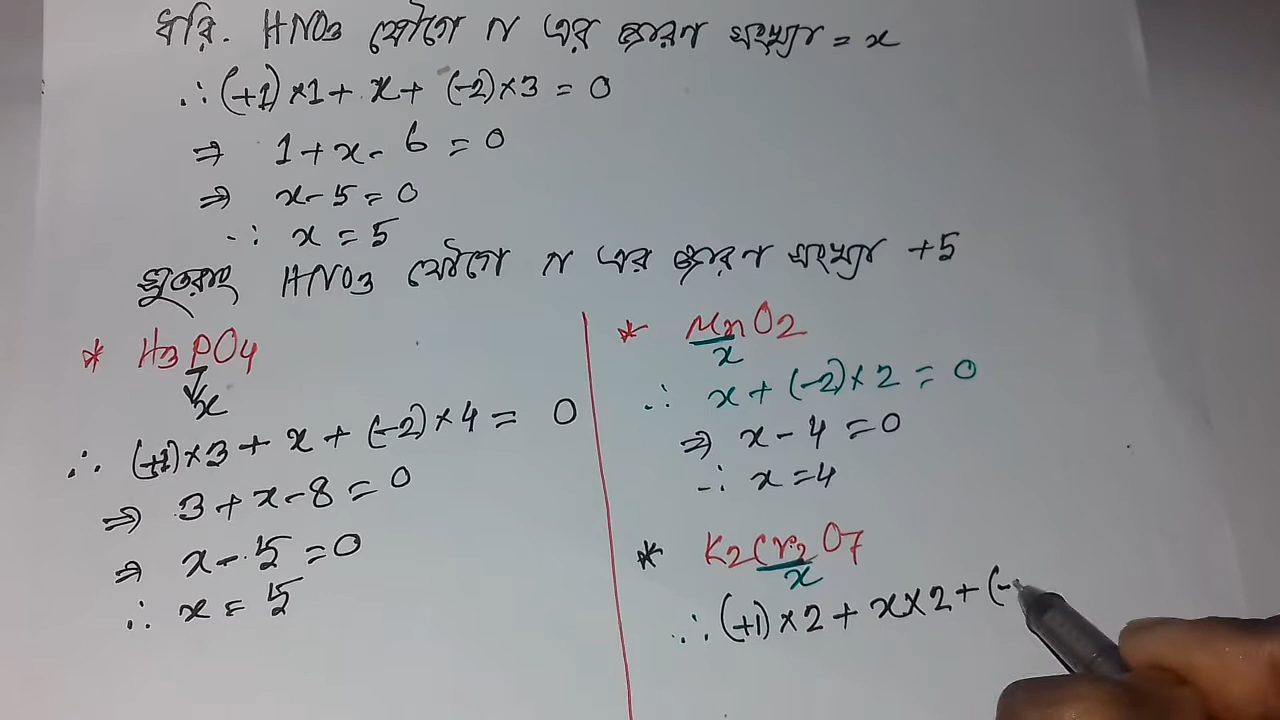 ধরি. HNO3 যৌগে N এর জারন সংখ্যা = x
∴ (+1)×1 + x + (-2)×3 = 0
⇒ 1+x-6 = 0
⇒ x-5=0
∴ x = 5
সুতরাং HNO3 যৌগে N এর জারন সংখ্যা +5
* H3PO4
x
∴ (+1)×3 + x + (-2)×4 = 0
⇒ 3+x-8=0
⇒ x-5=0
∴ x = 5
* MnO2
x
∴ x + (-2)×2 = 0
⇒ x-4=0
∴ x=4
* K2Cr2O7
x
∴ (+1)×2 + x×2 + (-